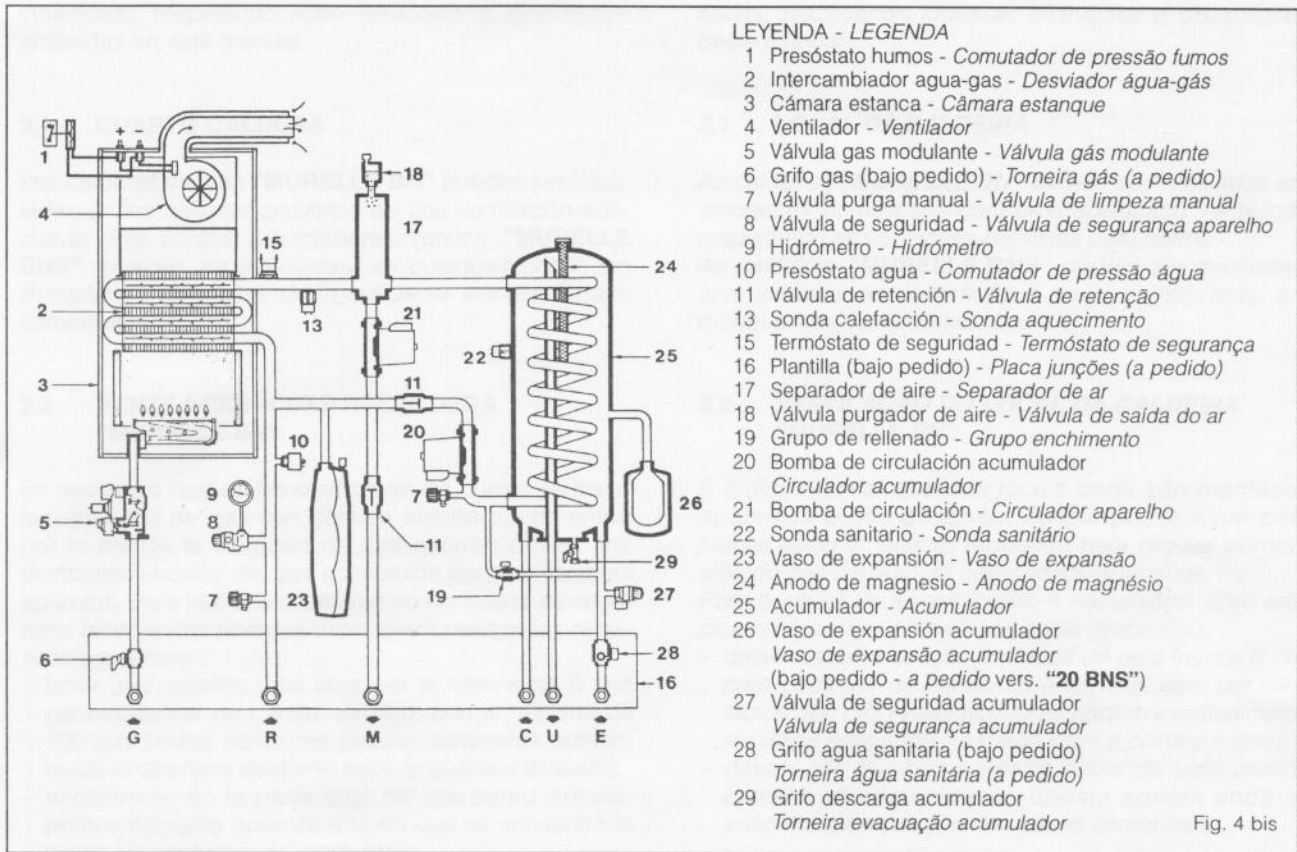 LEYENDA - LEGENDA
1 Presóstato humos - Comutador de pressão fumos
2 Intercambiador agua-gas - Desviador água-gás
3 Cámara estanca - Câmara estanque
4 Ventilador - Ventilador
5 Válvula gas modulante - Válvula gás modulante
6 Grifo gas (bajo pedido) - Torneira gás (a pedido)
7 Válvula purga manual - Válvula de limpeza manual
8 Válvula de seguridad - Válvula de segurança aparelho
9 Hidrómetro - Hidrómetro
10 Presóstato agua - Comutador de pressão água
11 Válvula de retención - Válvula de retenção
13 Sonda calefacción - Sonda aquecimento
15 Termóstato de seguridad - Termóstato de segurança
16 Plantilla (bajo pedido) - Placa junções (a pedido)
17 Separador de aire - Separador de ar
18 Válvula purgador de aire - Válvula de saída do ar
19 Grupo de rellenado - Grupo enchimento
20 Bomba de circulación acumulador
Circulador acumulador
21 Bomba de circulación - Circulador aparelho
22 Sonda sanitario - Sonda sanitário
23 Vaso de expansión - Vaso de expansão
24 Anodo de magnesio - Anodo de magnésio
25 Acumulador - Acumulador
26 Vaso de expansión acumulador
Vaso de expansão acumulador
(bajo pedido - a pedido vers. "20 BNS")
27 Válvula de seguridad acumulador
Válvula segurança acumulador
28 Grifo agua sanitaria (bajo pedido)
Torneira água sanitária (a pedido)
29 Grifo descarga acumulador
Torneira evacuação acumulador
Fig. 4 bis
1
+ -
4
2
3
5
6
15
13
10
9
8
7
23
18
17
21
11
11
20
7
19
22
24
25
26
29
27
28
16
G R M C U E